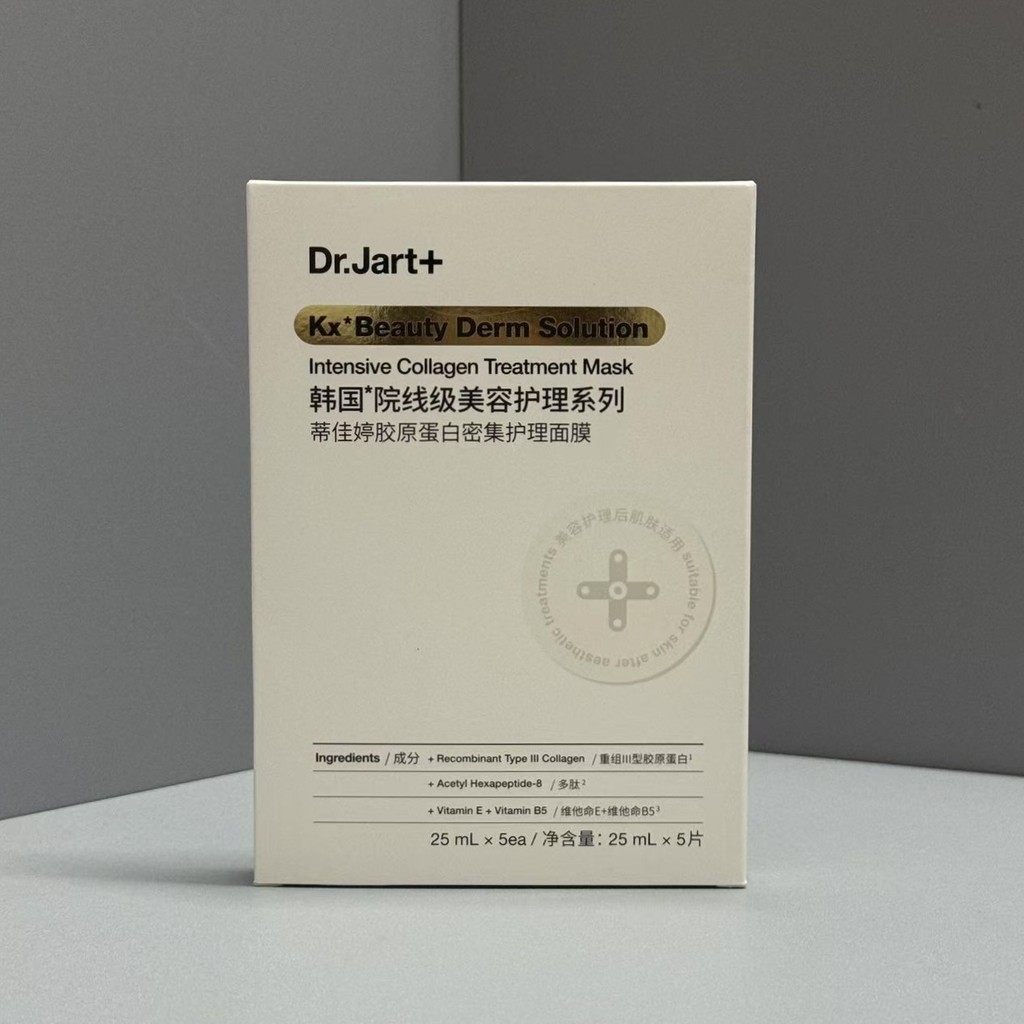 Dr.Jart+
Kx*Beauty Derm Solution
Intensive Collagen Treatment Mask
韩国*院线级美容护理系列
蒂佳婷胶原蛋白密集护理面膜
美容护理后肌肤适用 suitable for skin after aesthetic treatments
Ingredients / 成分 + Recombinant Type III Collagen / 重组III型胶原蛋白¹
+ Acetyl Hexapeptide-8 / 多肽²
+ Vitamin E + Vitamin B5 / 维他命E+维他命B5³
25 mL × 5ea / 净含量: 25 mL × 5片